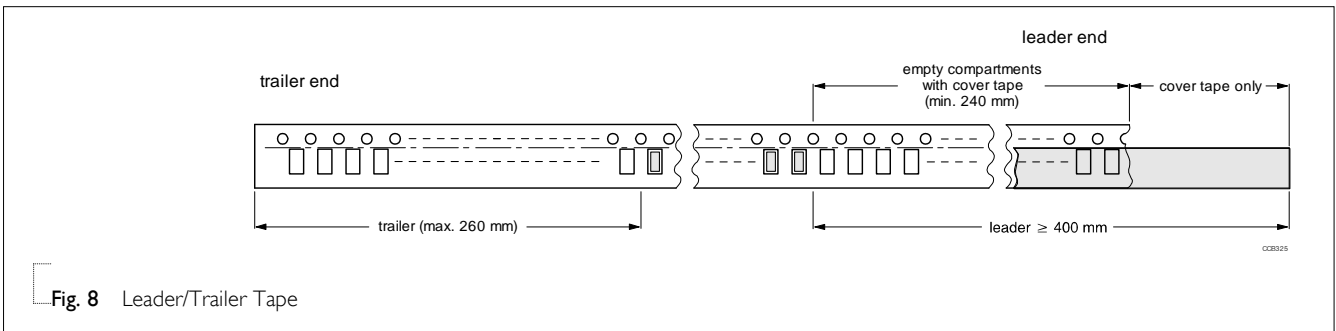 leader end
trailer end
empty compartments
with cover tape
(min. 240 mm)
cover tape only
trailer (max. 260 mm)
leader ≥ 400 mm
CCB325
Fig. 8 Leader/Trailer Tape